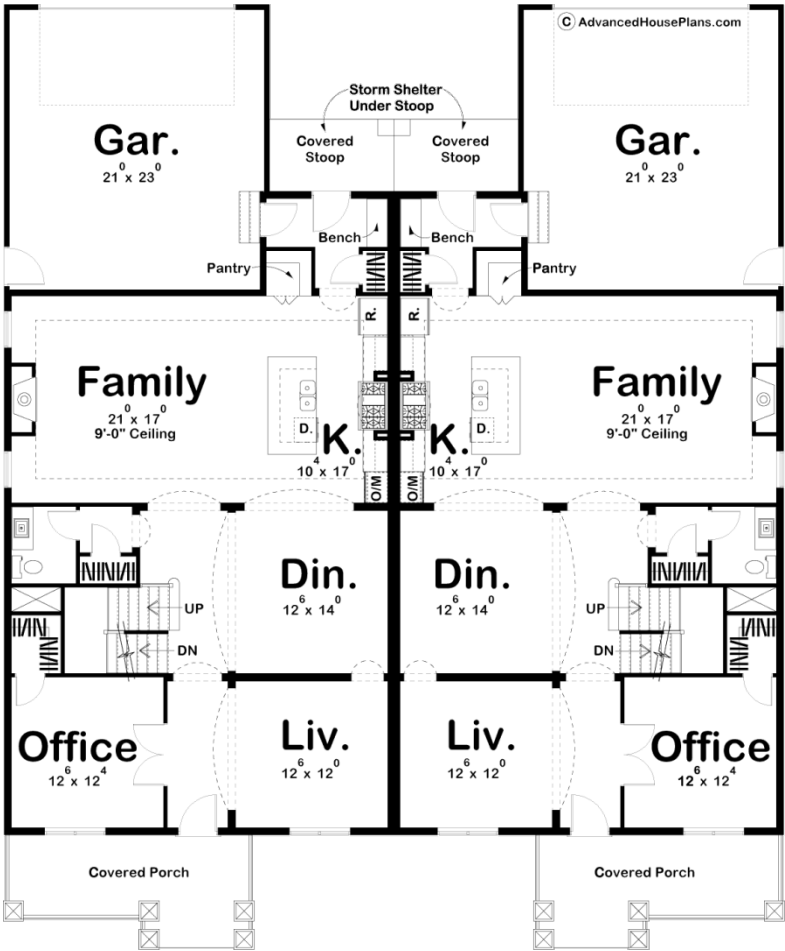 © AdvancedHousePlans.com
Storm Shelter
Under Stoop
Gar.
21⁰ x 23⁰
Covered
Stoop
Covered
Stoop
Gar.
21⁰ x 23⁰
Bench
Bench
Pantry
Pantry
R.
R.
Family
21⁰ x 17⁰
9'-0" Ceiling
D.
K.
10⁴ x 17⁰
O/M
D.
K.
10⁴ x 17⁰
O/M
Family
21⁰ x 17⁰
9'-0" Ceiling
Din.
12⁶ x 14⁰
Din.
12⁶ x 14⁰
UP
DN
UP
DN
Office
12⁶ x 12⁴
Liv.
12⁶ x 12⁰
Liv.
12⁶ x 12⁰
Office
12⁶ x 12⁴
Covered Porch
Covered Porch